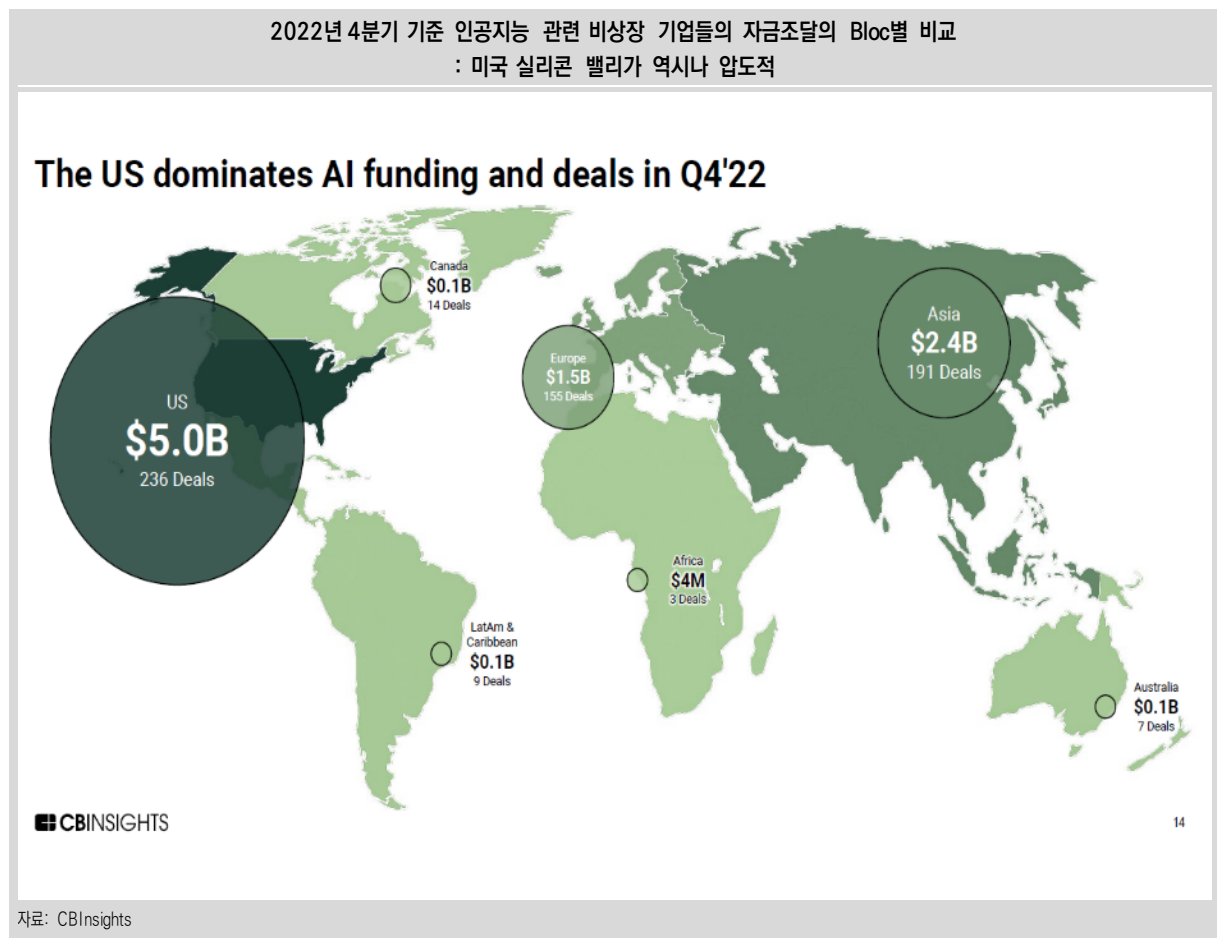 2022년 4분기 기준 인공지능 관련 비상장 기업들의 자금조달의 Bloc별 비교
: 미국 실리콘 밸리가 역시나 압도적
The US dominates AI funding and deals in Q4'22
Canada
$0.1B
14 Deals
Asia
$2.4B
191 Deals
Europe
$1.5B
155 Deals
US
$5.0B
236 Deals
Africa
$4M
3 Deals
LatAm &
Caribbean
$0.1B
9 Deals
Australia
$0.1B
7 Deals
CBINSIGHTS
14
자료: CBInsights